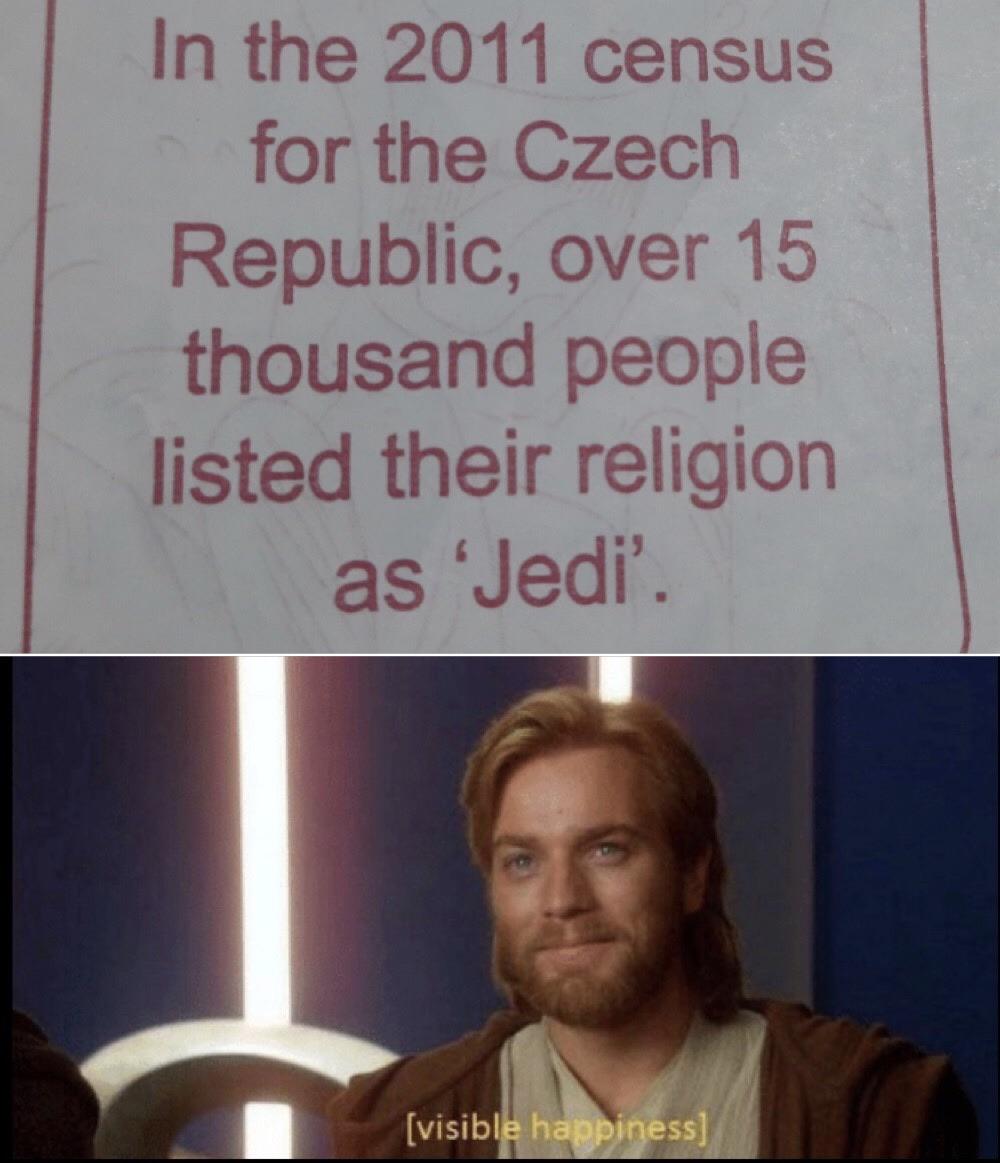 In the 2011 census
for the Czech
Republic, over 15
thousand people
listed their religion
as ‘Jedi’.
[visible happiness]